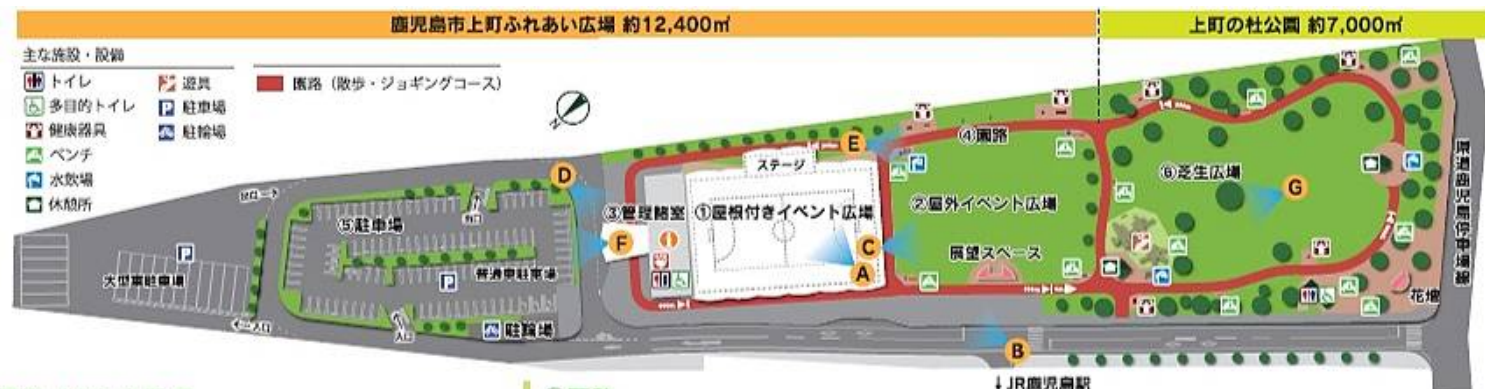 鹿児島市上町ふれあい広場 約12,400㎡
上町の杜公園 約7,000㎡
主な施設・設備
トイレ
遊具
園路（散歩・ジョギングコース）
多目的トイレ
P 駐車場
健康器具
駐輪場
ベンチ
水飲場
休憩所
E
④園路
D
ステージ
⑥芝生広場
G
県道鹿児島停車場線
出口
⑤駐車場
③管理諸室
①屋根付きイベント広場
②屋外イベント広場
P
F
C
展望スペース
大型車駐車場
P
普通車駐車場
A
花壇
入口
入口
駐輪場
B
↓JR鹿児島駅